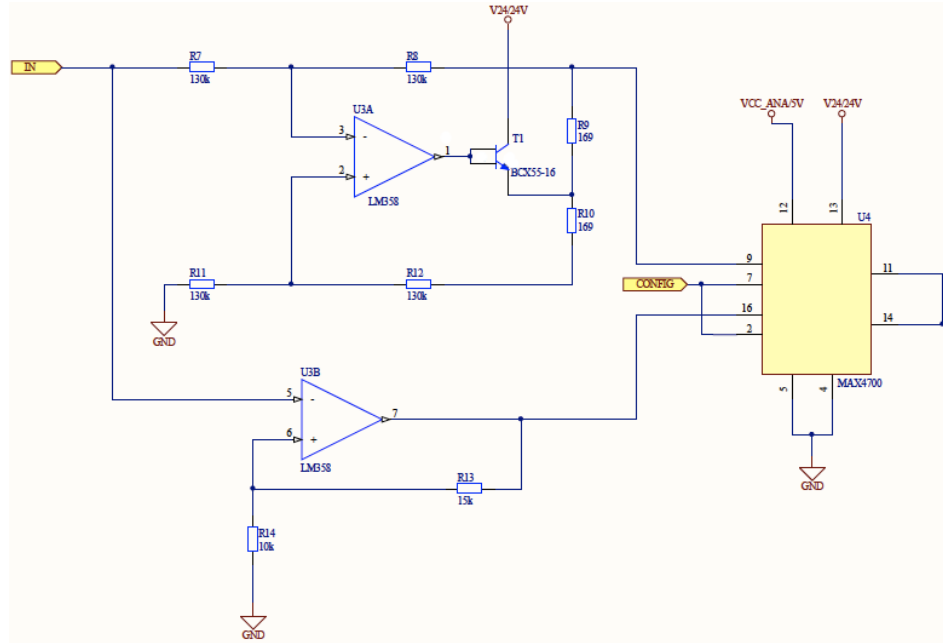 V24/24V
IN
R7
130k
R8
130k
U3A
3
-
2
+
1
LM358
T1
BCX55-16
R9
169
R10
169
R11
130k
R12
130k
GND
VCC_ANA/5V
V24/24V
12
13
U4
9
7
16
2
11
14
5
4
MAX4700
GND
CONFIG
U3B
5
-
6
+
7
LM358
R13
15k
R14
10k
GND